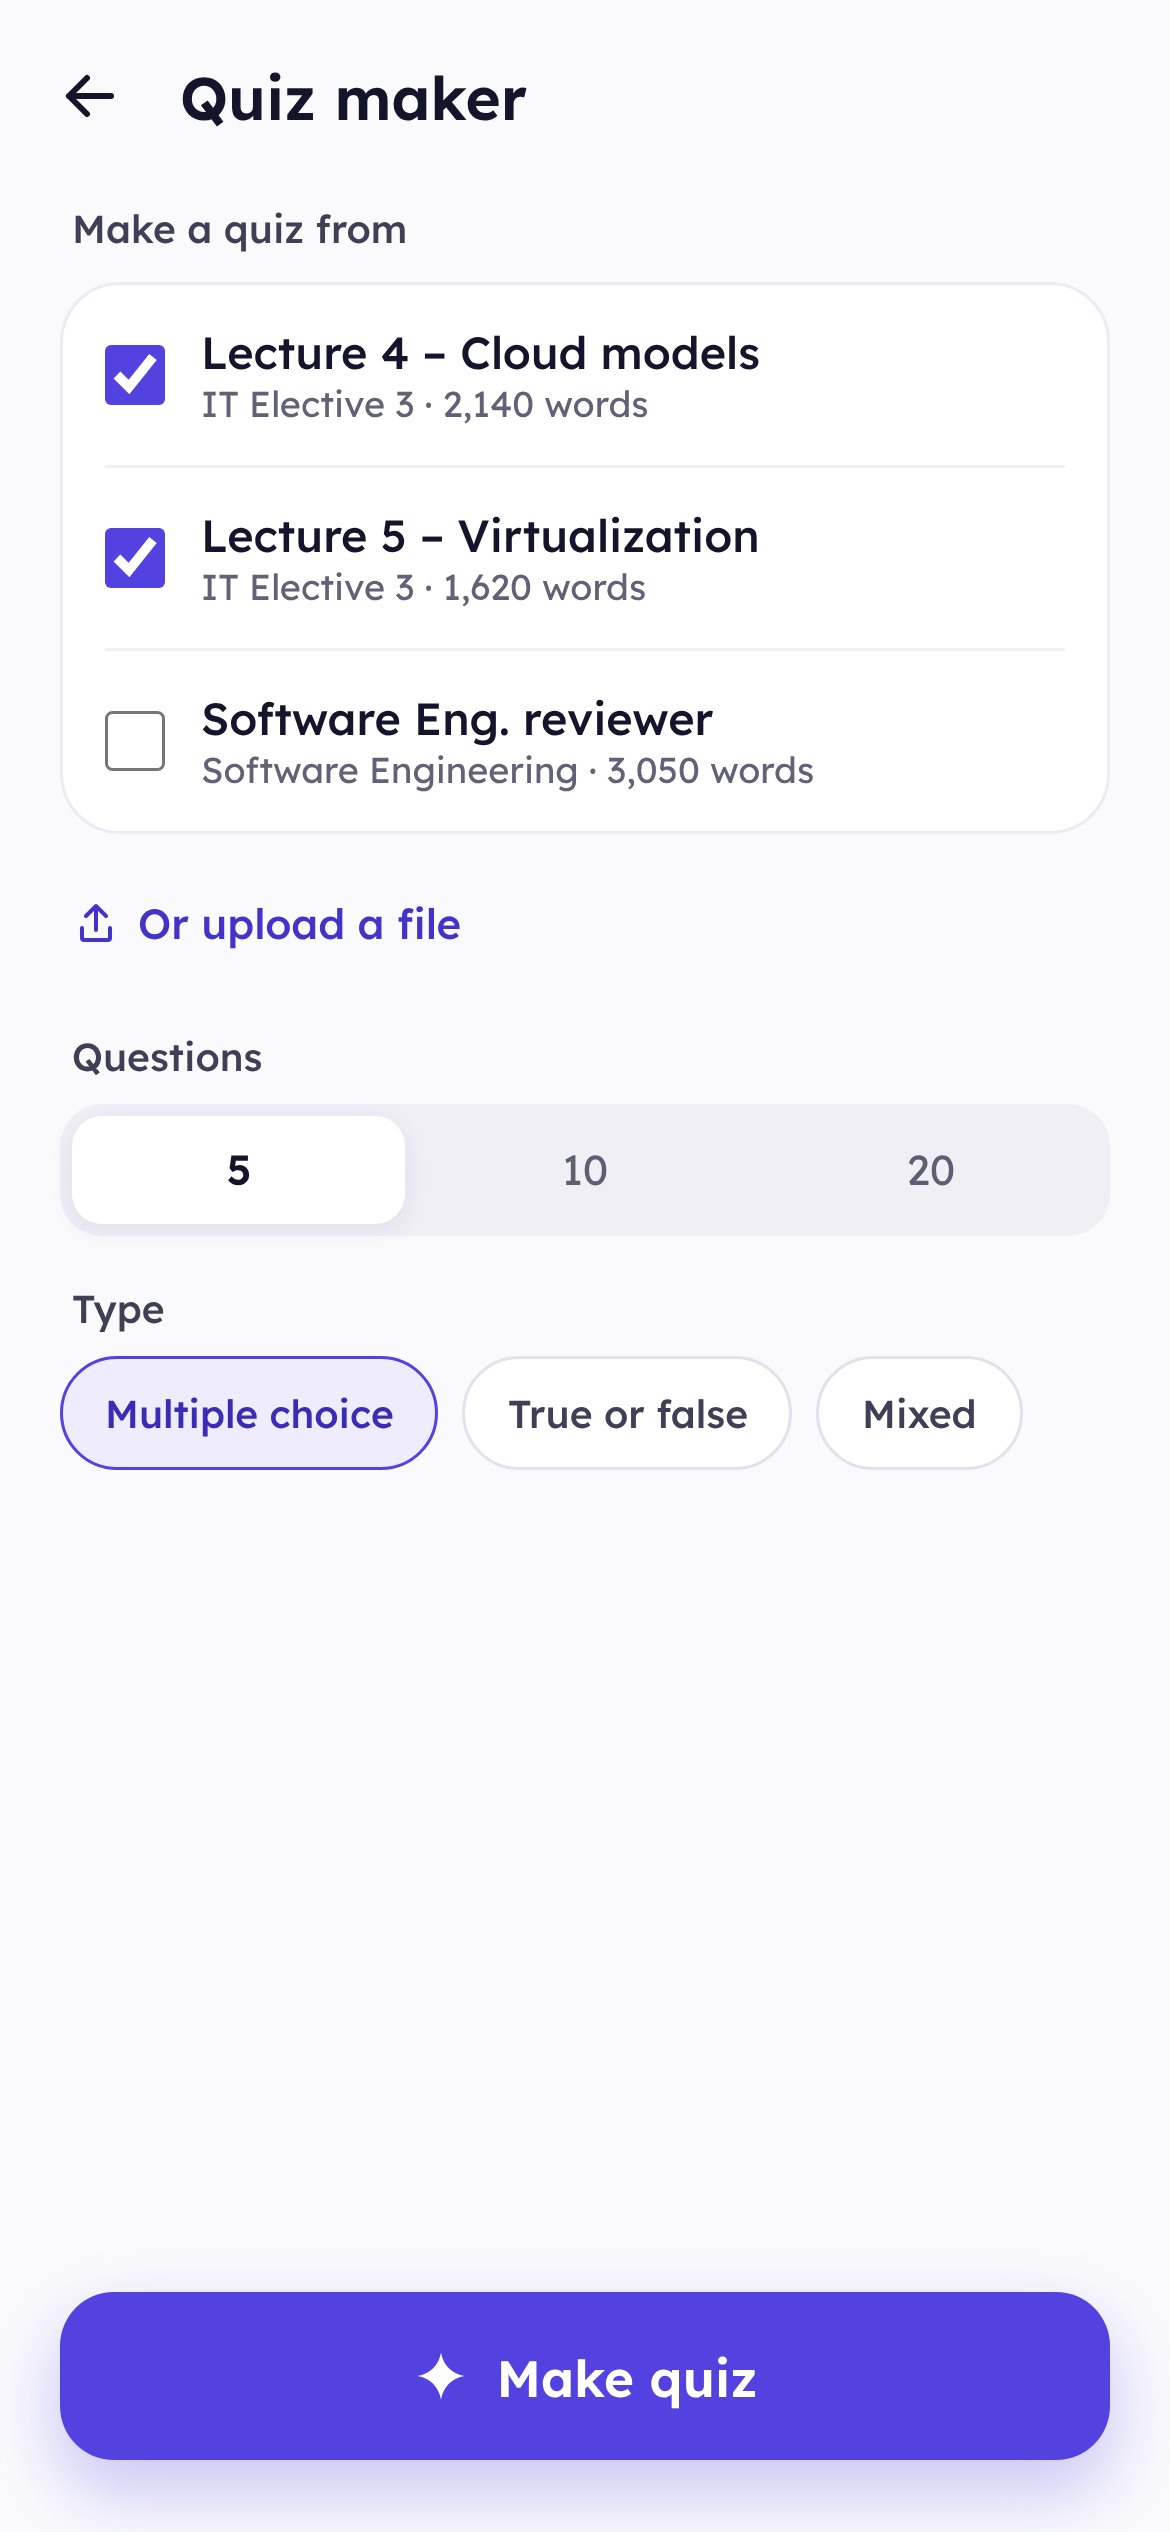 Quiz maker
Make a quiz from
Lecture 4 – Cloud models
IT Elective 3 · 2,140 words
Lecture 5 – Virtualization
IT Elective 3 · 1,620 words
Software Eng. reviewer
Software Engineering · 3,050 words
Or upload a file
Questions
5 10 20
Type
Multiple choice True or false Mixed
Make quiz